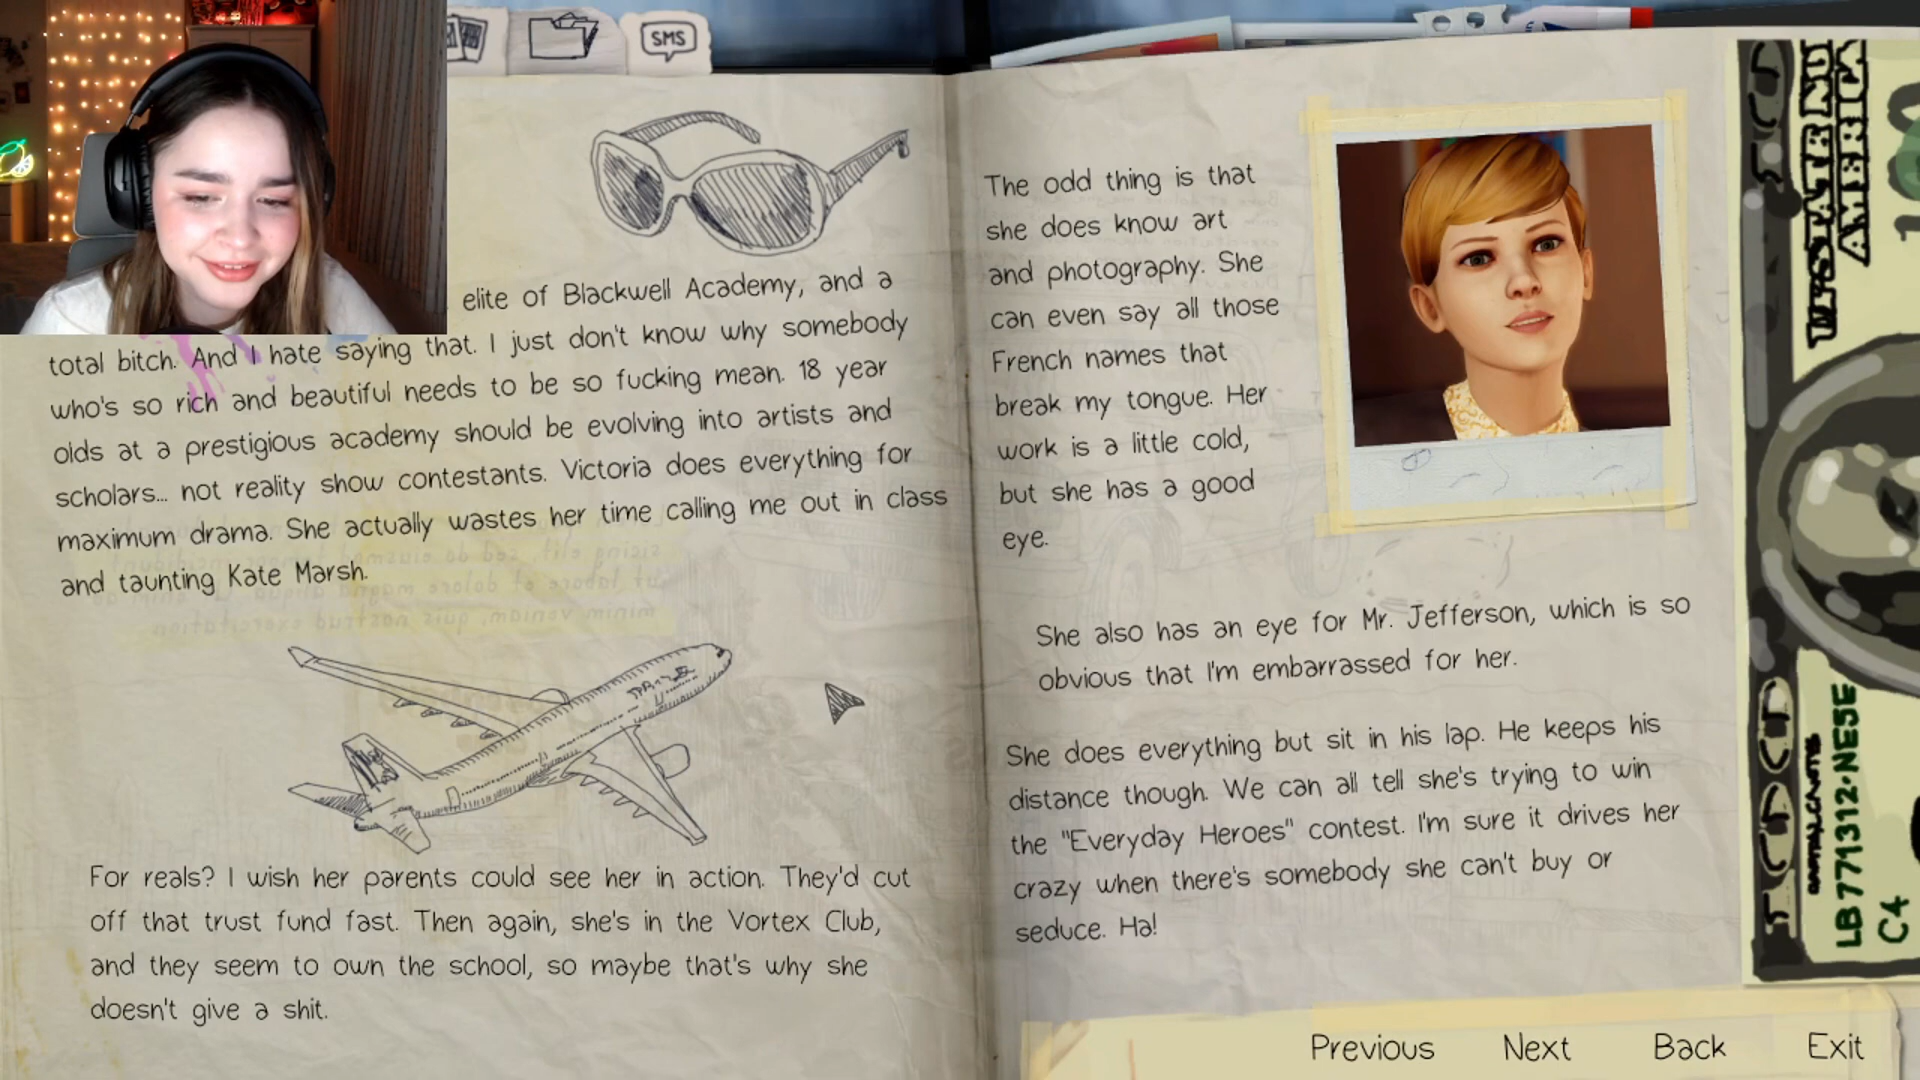 SMS
elite of Blackwell Academy, and a
total bitch. And I hate saying that. I just don't know why somebody
who's so rich and beautiful needs to be so fucking mean. 18 year
olds at a prestigious academy should be evolving into artists and
scholars... not reality show contestants. Victoria does everything for
maximum drama. She actually wastes her time calling me out in class
and taunting Kate Marsh.
For reals? I wish her parents could see her in action. They'd cut
off that trust fund fast. Then again, she's in the Vortex Club,
and they seem to own the school, so maybe that's why she
doesn't give a shit.
The odd thing is that
she does know art
and photography. She
can even say all those
French names that
break my tongue. Her
work is a little cold,
but she has a good
eye.
She also has an eye for Mr. Jefferson, which is so
obvious that I'm embarrassed for her.
She does everything but sit in his lap. He keeps his
distance though. We can all tell she's trying to win
the "Everyday Heroes" contest. I'm sure it drives her
crazy when there's somebody she can't buy or
seduce. Ha!
AMERICA
LB771312-NE5E
C4
Previous Next Back Exit